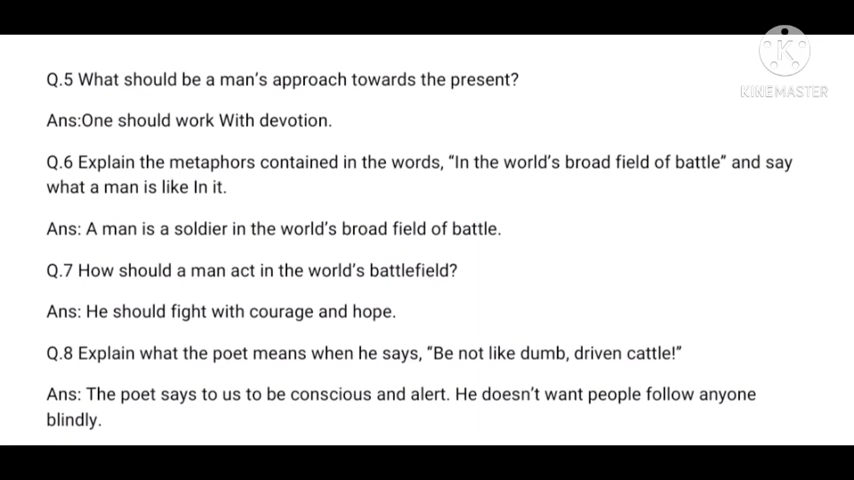 K
KINEMASTER
Q.5 What should be a man's approach towards the present?
Ans:One should work With devotion.
Q.6 Explain the metaphors contained in the words, “In the world's broad field of battle” and say
what a man is like In it.
Ans: A man is a soldier in the world's broad field of battle.
Q.7 How should a man act in the world's battlefield?
Ans: He should fight with courage and hope.
Q.8 Explain what the poet means when he says, “Be not like dumb, driven cattle!”
Ans: The poet says to us to be conscious and alert. He doesn't want people follow anyone
blindly.